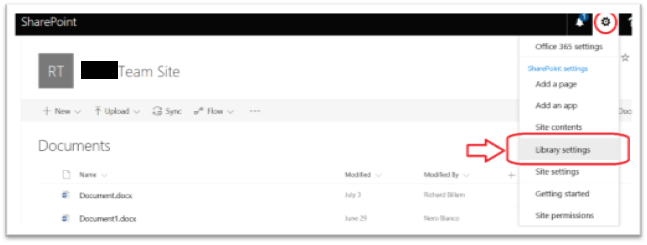 SharePoint
Office 365 settings
RT Team Site
SharePoint settings
Add a page
+ New Upload Sync Flow ...
Add an app
Site contents
Documents
Library settings
Name Modified Modified By +
Site settings
Document.docx July 3 Richard Billem
Getting started
Document1.docx June 29 Nero Blanco
Site permissions